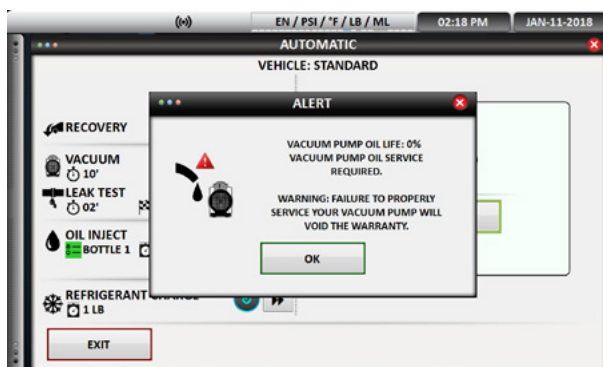 EN / PSI / °F / LB / ML
02:18 PM
JAN-11-2018
AUTOMATIC
VEHICLE: STANDARD
ALERT
RECOVERY
VACUUM
10'
LEAK TEST
02'
OIL INJECT
BOTTLE 1
REFRIGERANT
1 LB
VACUUM PUMP OIL LIFE: 0%
VACUUM PUMP OIL SERVICE
REQUIRED.
WARNING: FAILURE TO PROPERLY
SERVICE YOUR VACUUM PUMP WILL
VOID THE WARRANTY.
OK
EXIT